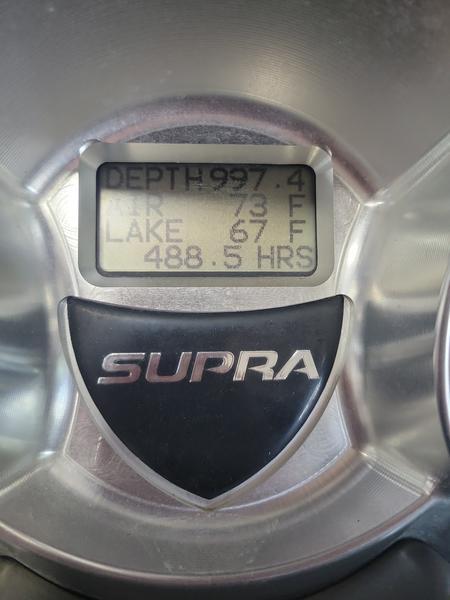 DEPTH 997.4
AIR 73 F
LAKE 67 F
488.5 HRS
SUPRA